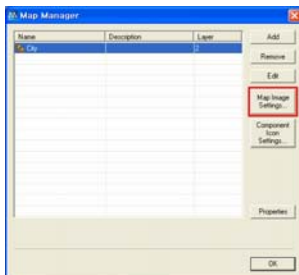 Map Manager
Name Description Layer
City 2
Add
Remove
Edit
Map Image
Settings...
Component
Icon
Settings...
Properties
OK